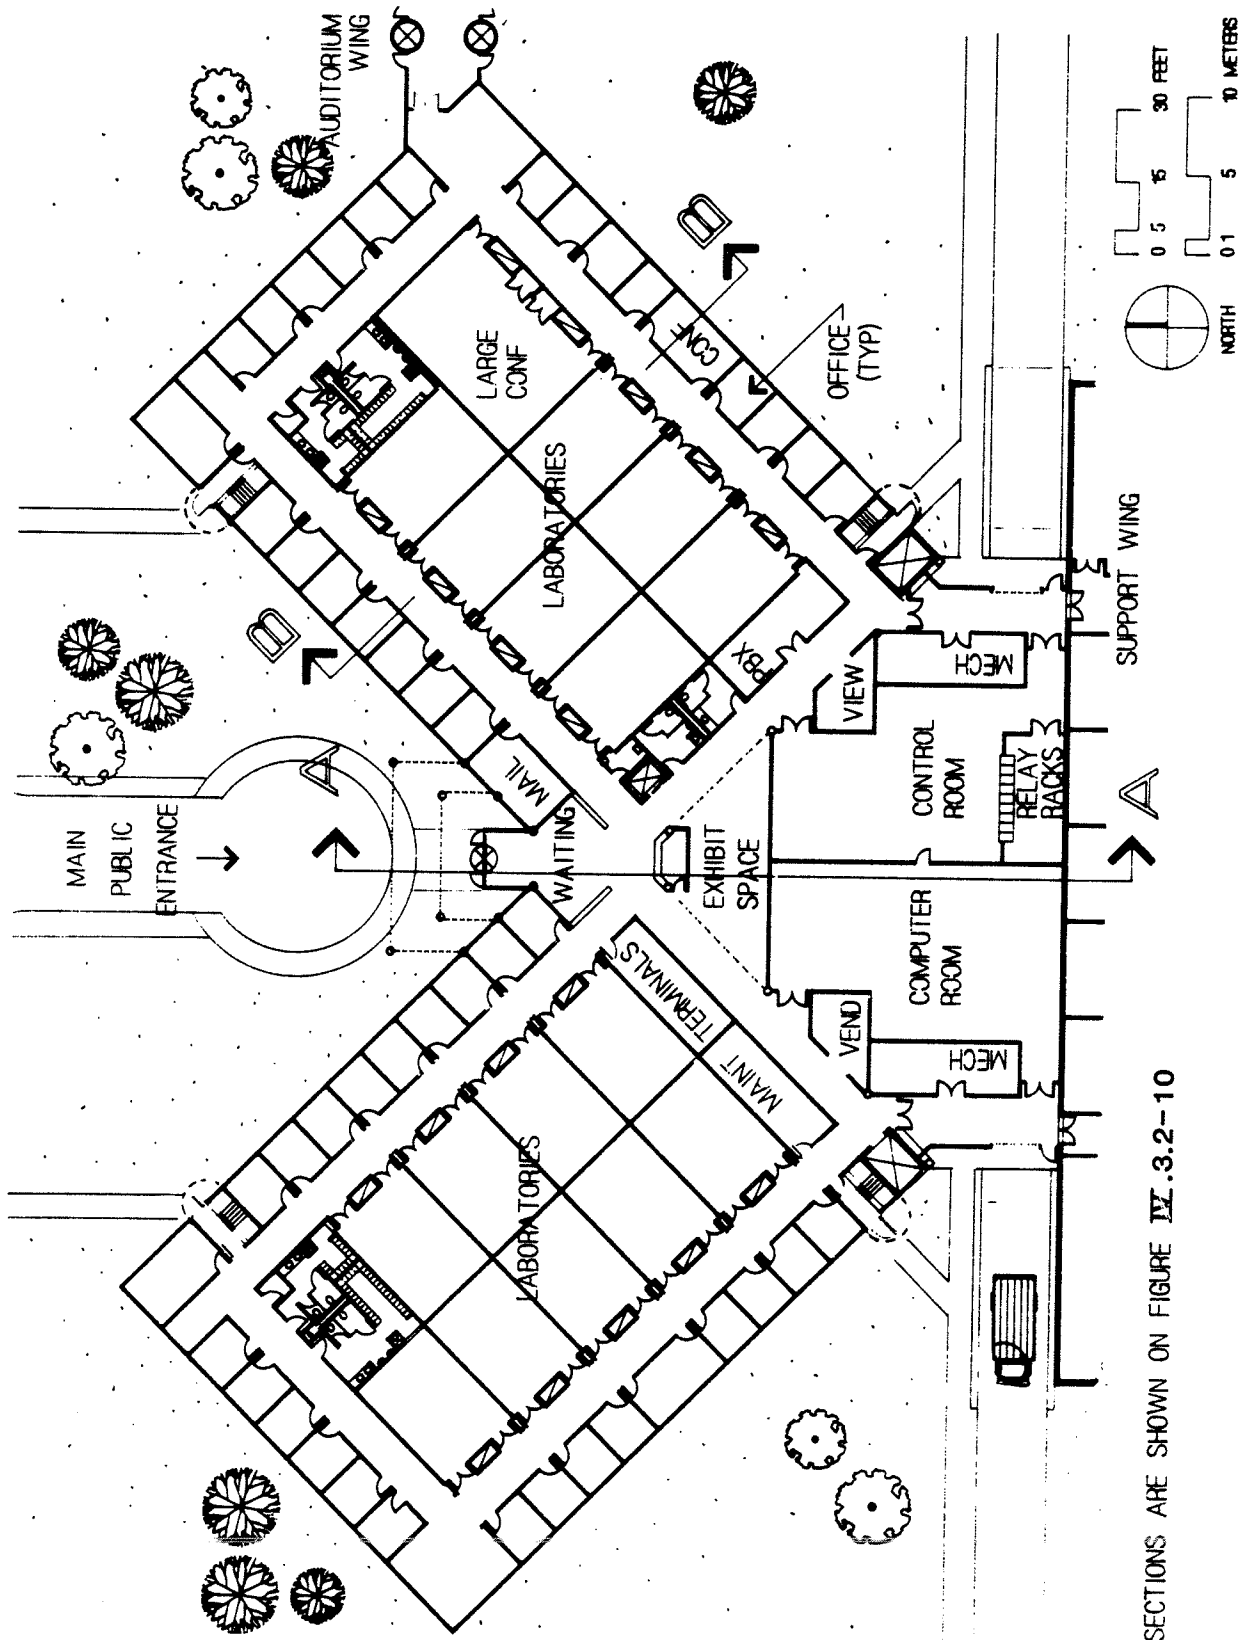 AUDITORIUM
WING
MAIN
PUBLIC
ENTRANCE
A
B
B
LARGE
CONF
CONF
OFFICE
(TYP)
LABORATORIES
MAIL
WAITING
PBX
EXHIBIT
SPACE
VIEW
MECH
CONTROL
ROOM
RELAY
RACKS
SUPPORT WING
A
COMPUTER
ROOM
VEND
MECH
TERMINALS
MAINT
LABORATORIES
0 5 15 30 FEET
0 1 5 10 METERS
NORTH
SECTIONS ARE SHOWN ON FIGURE IV.3.2-10